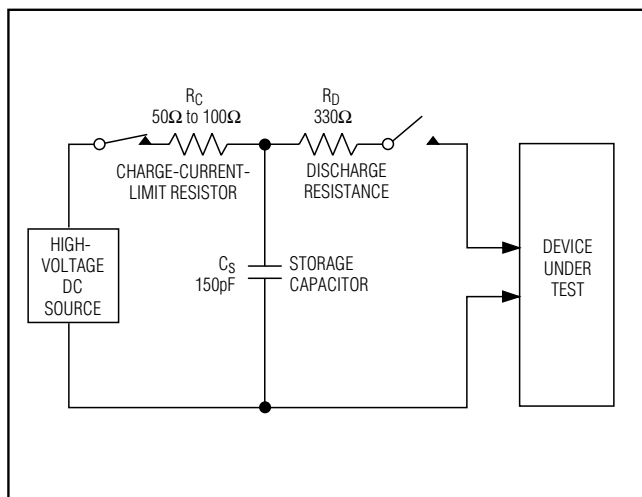 R_C
50Ω to 100Ω
CHARGE-CURRENT-
LIMIT RESISTOR
R_D
330Ω
DISCHARGE
RESISTANCE
HIGH-
VOLTAGE
DC
SOURCE
C_S
150pF
STORAGE
CAPACITOR
DEVICE
UNDER
TEST